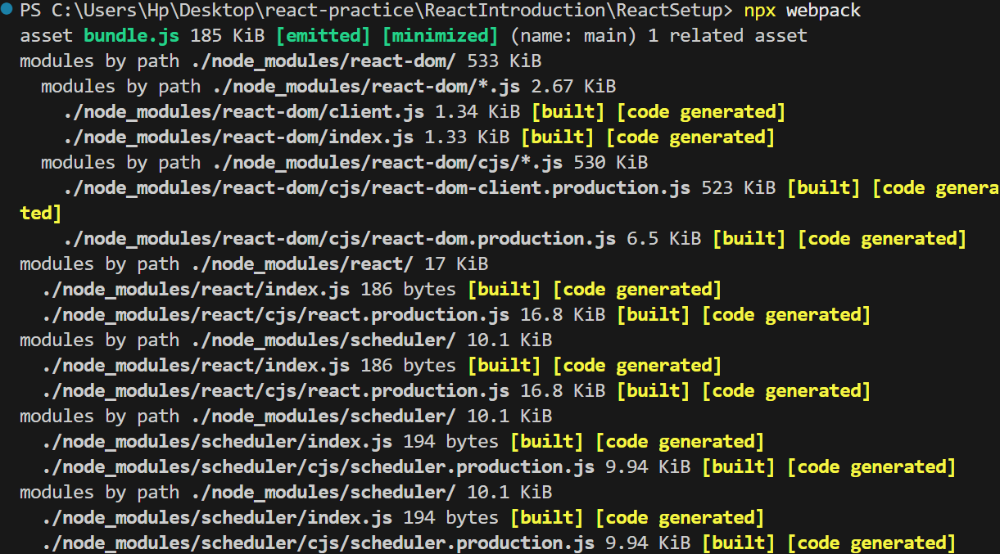 PS C:\Users\Hp\Desktop\react-practice\ReactIntroduction\ReactSetup> npx webpack
asset bundle.js 185 KiB [emitted] [minimized] (name: main) 1 related asset
modules by path ./node_modules/react-dom/ 533 KiB
  modules by path ./node_modules/react-dom/*.js 2.67 KiB
    ./node_modules/react-dom/client.js 1.34 KiB [built] [code generated]
    ./node_modules/react-dom/index.js 1.33 KiB [built] [code generated]
  modules by path ./node_modules/react-dom/cjs/*.js 530 KiB
    ./node_modules/react-dom/cjs/react-dom-client.production.js 523 KiB [built] [code genera
ted]
    ./node_modules/react-dom/cjs/react-dom.production.js 6.5 KiB [built] [code generated]
modules by path ./node_modules/react/ 17 KiB
  ./node_modules/react/index.js 186 bytes [built] [code generated]
  ./node_modules/react/cjs/react.production.js 16.8 KiB [built] [code generated]
modules by path ./node_modules/scheduler/ 10.1 KiB
  ./node_modules/react/index.js 186 bytes [built] [code generated]
  ./node_modules/react/cjs/react.production.js 16.8 KiB [built] [code generated]
modules by path ./node_modules/scheduler/ 10.1 KiB
  ./node_modules/scheduler/index.js 194 bytes [built] [code generated]
  ./node_modules/scheduler/cjs/scheduler.production.js 9.94 KiB [built] [code generated]
modules by path ./node_modules/scheduler/ 10.1 KiB
  ./node_modules/scheduler/index.js 194 bytes [built] [code generated]
  ./node_modules/scheduler/cjs/scheduler.production.js 9.94 KiB [built] [code generated]